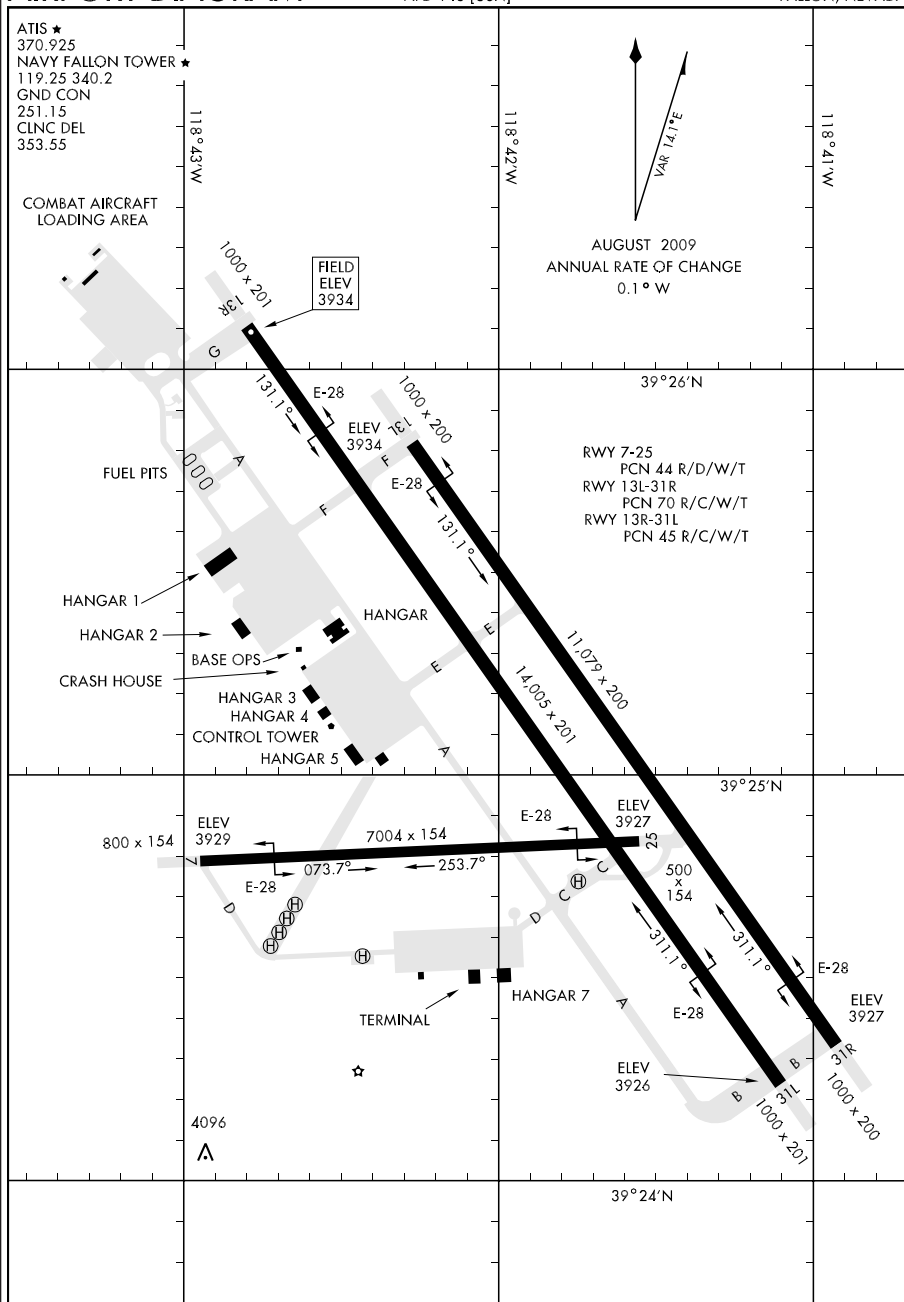 ATIS ★
370.925
NAVY FALLON TOWER ★
119.25 340.2
GND CON
251.15
CLNC DEL
353.55
118°43'W
118°42'W
118°41'W
VAR 14.1°E
AUGUST 2009
ANNUAL RATE OF CHANGE
0.1° W
COMBAT AIRCRAFT
LOADING AREA
1000 x 201
13R
FIELD
ELEV
3934
G
131.1°
E-28
ELEV
3934
1000 x 200
13L
39°26'N
FUEL PITS
A
F
F
E-28
131.1°
RWY 7-25
PCN 44 R/D/W/T
RWY 13L-31R
PCN 70 R/C/W/T
RWY 13R-31L
PCN 45 R/C/W/T
HANGAR 1
HANGAR 2
HANGAR
BASE OPS
CRASH HOUSE
HANGAR 3
HANGAR 4
CONTROL TOWER
HANGAR 5
E
E
A
14,005 x 201
11,079 x 200
39°25'N
800 x 154
ELEV
3929
7
7004 x 154
E-28
ELEV
3927
25
E-28
073.7°
253.7°
D
H
H
H
H
H
H
D
C
C
500
x
154
311.1°
311.1°
E-28
E-28
ELEV
3927
TERMINAL
HANGAR 7
A
ELEV
3926
B
B
31L
31R
1000 x 201
1000 x 200
4096
39°24'N